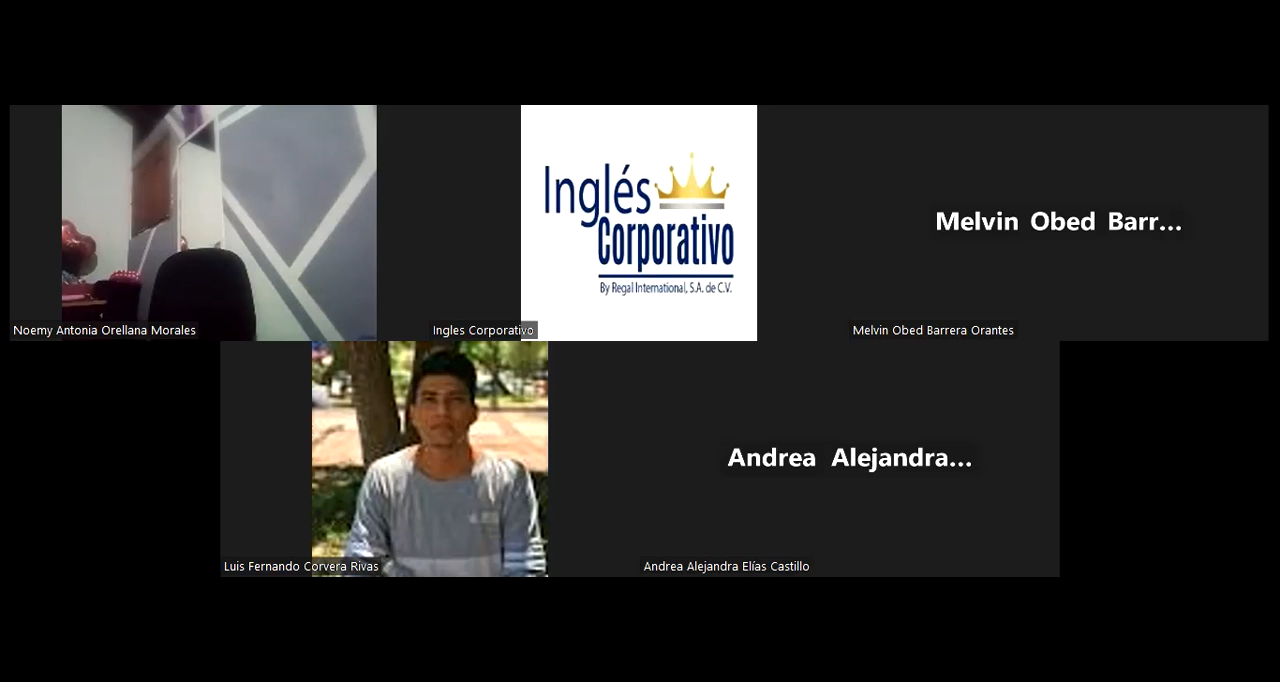 Inglés
Corporativo
By Regal International, S.A. de C.V.
Melvin Obed Barr...
Noemy Antonia Orellana Morales
Ingles Corporativo
Melvin Obed Barrera Orantes
Andrea Alejandra...
Luis Fernando Corvera Rivas
Andrea Alejandra Elías Castillo